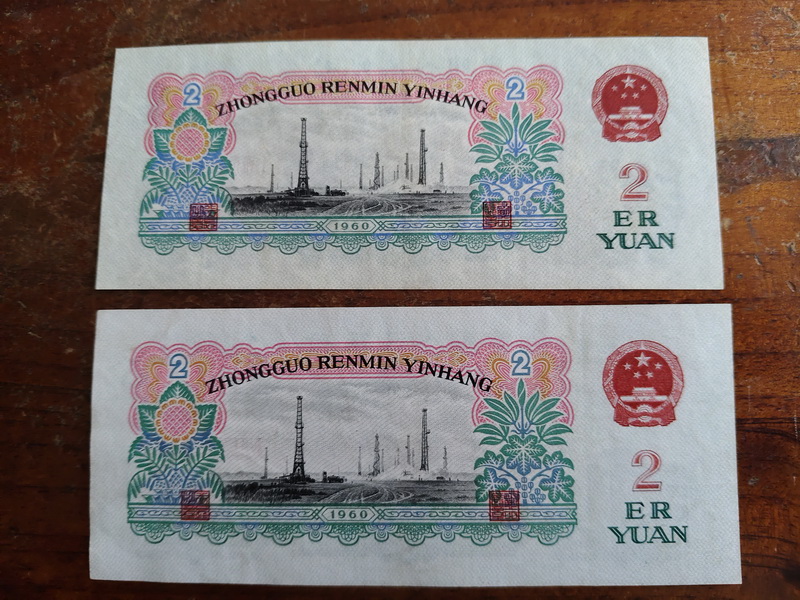 2 ZHONGGUO RENMIN YINHANG 2
2
ER
YUAN
1960
2 ZHONGGUO RENMIN YINHANG 2
2
ER
YUAN
1960